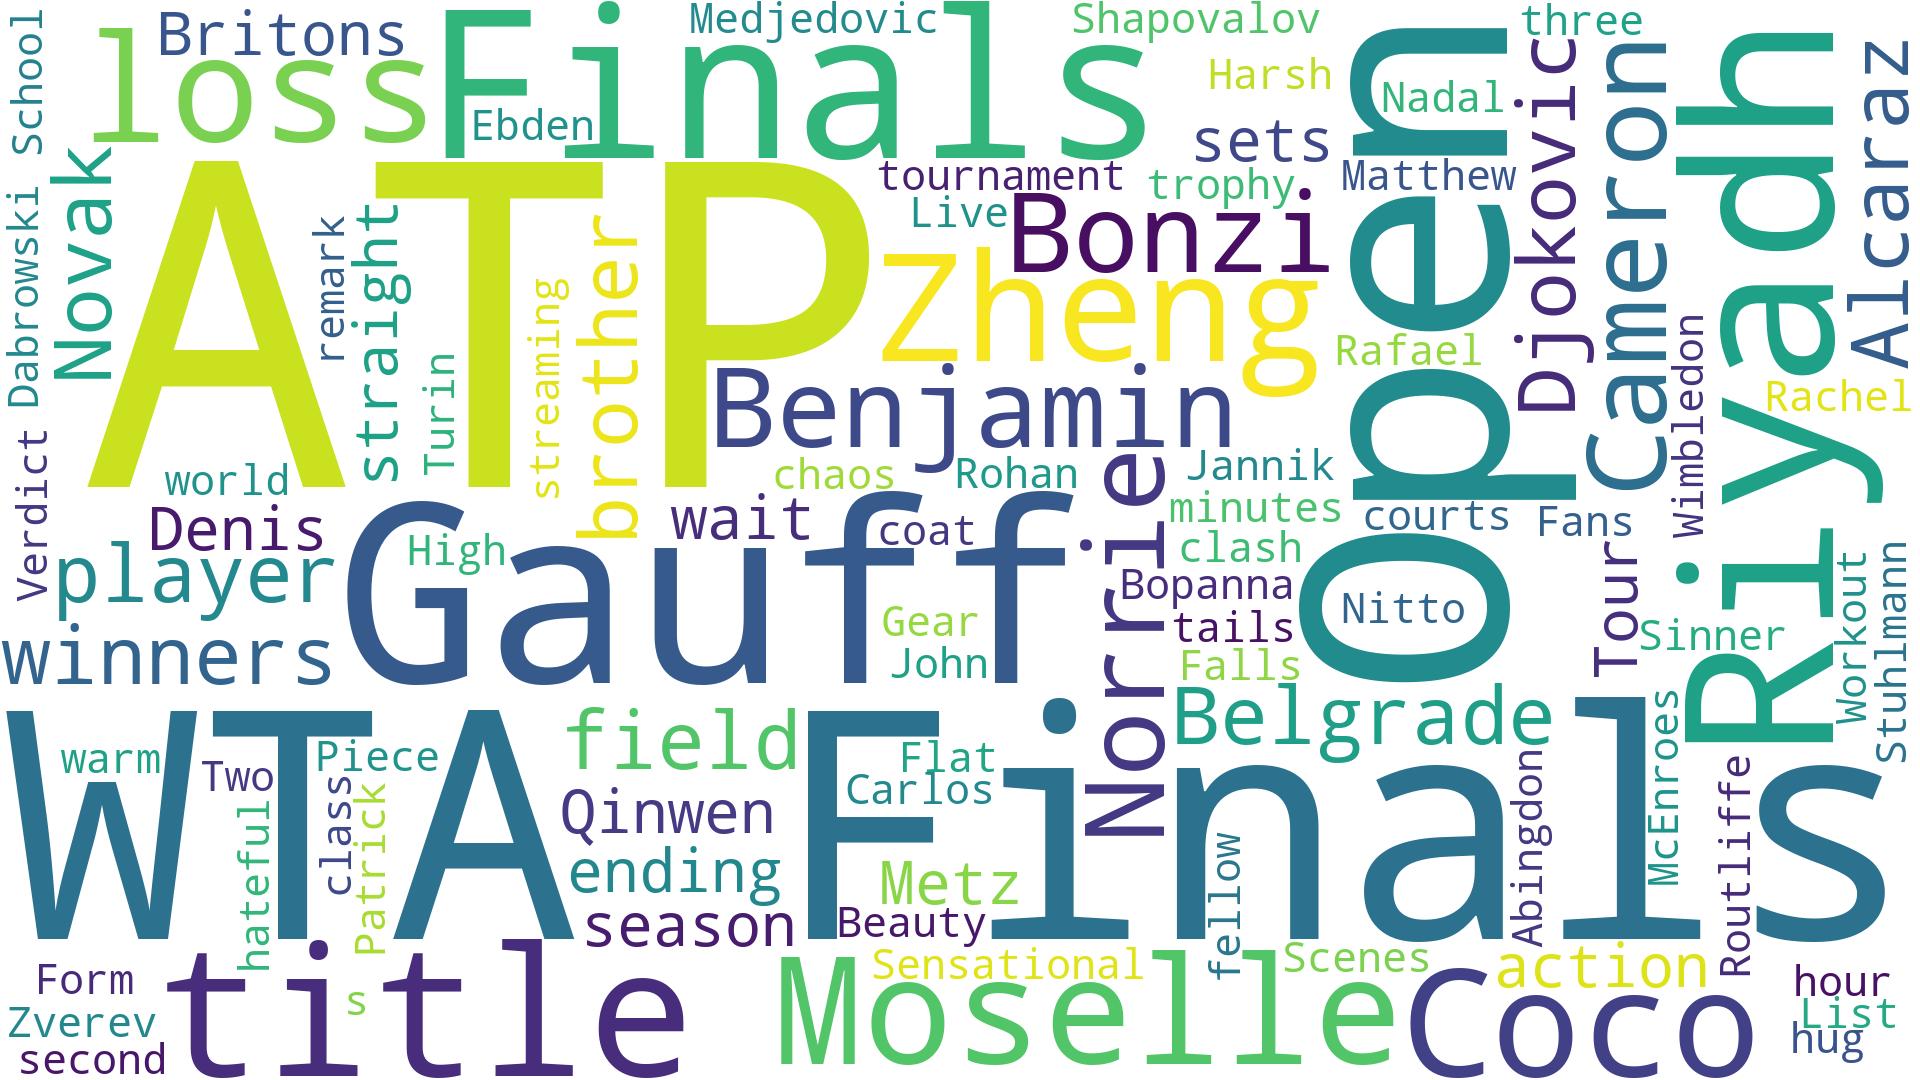 School
Britons
loss
Finals
Medjedovic
Shapovalov
three
Harsh
Nadal
Ebden
sets
Open
Djokovic
Cameron
Riyadh
Alcaraz
Novak
ATP
tournament
trophy
Matthew
Live
Bonzi
Dabrowski
remark
straight
brother
Zheng
streaming
Turin
Rafael
Wimbledon
Rachel
Benjamin
Verdict
world
chaos
Rohan
Jannik
Norrie
wait
minutes
courts
Fans
Denis
Gauff
coat
High
player
clash
Bopanna
Tour
Workout
Stuhlmann
Nitto
Gear
tails
Sinner
winners
John
Falls
WTA Finals
field
Belgrade
McEnroes
warm
Two
Piece
Flat
class
Patrick
hateful
Carlos
Qinwen
Abingdon
Routliffe
ending
Metz
fellow
season
Beauty
title
Moselle
Sensational
Scenes
action
Coco
Form
hour
s
List
Zverev
hug
second